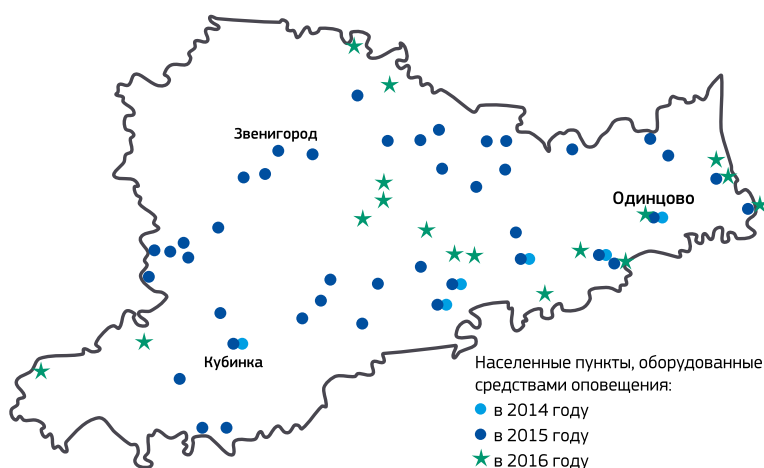 Звенигород
Одинцово
Кубинка
Населенные пункты, оборудованные
средствами оповещения:
в 2014 году
в 2015 году
в 2016 году